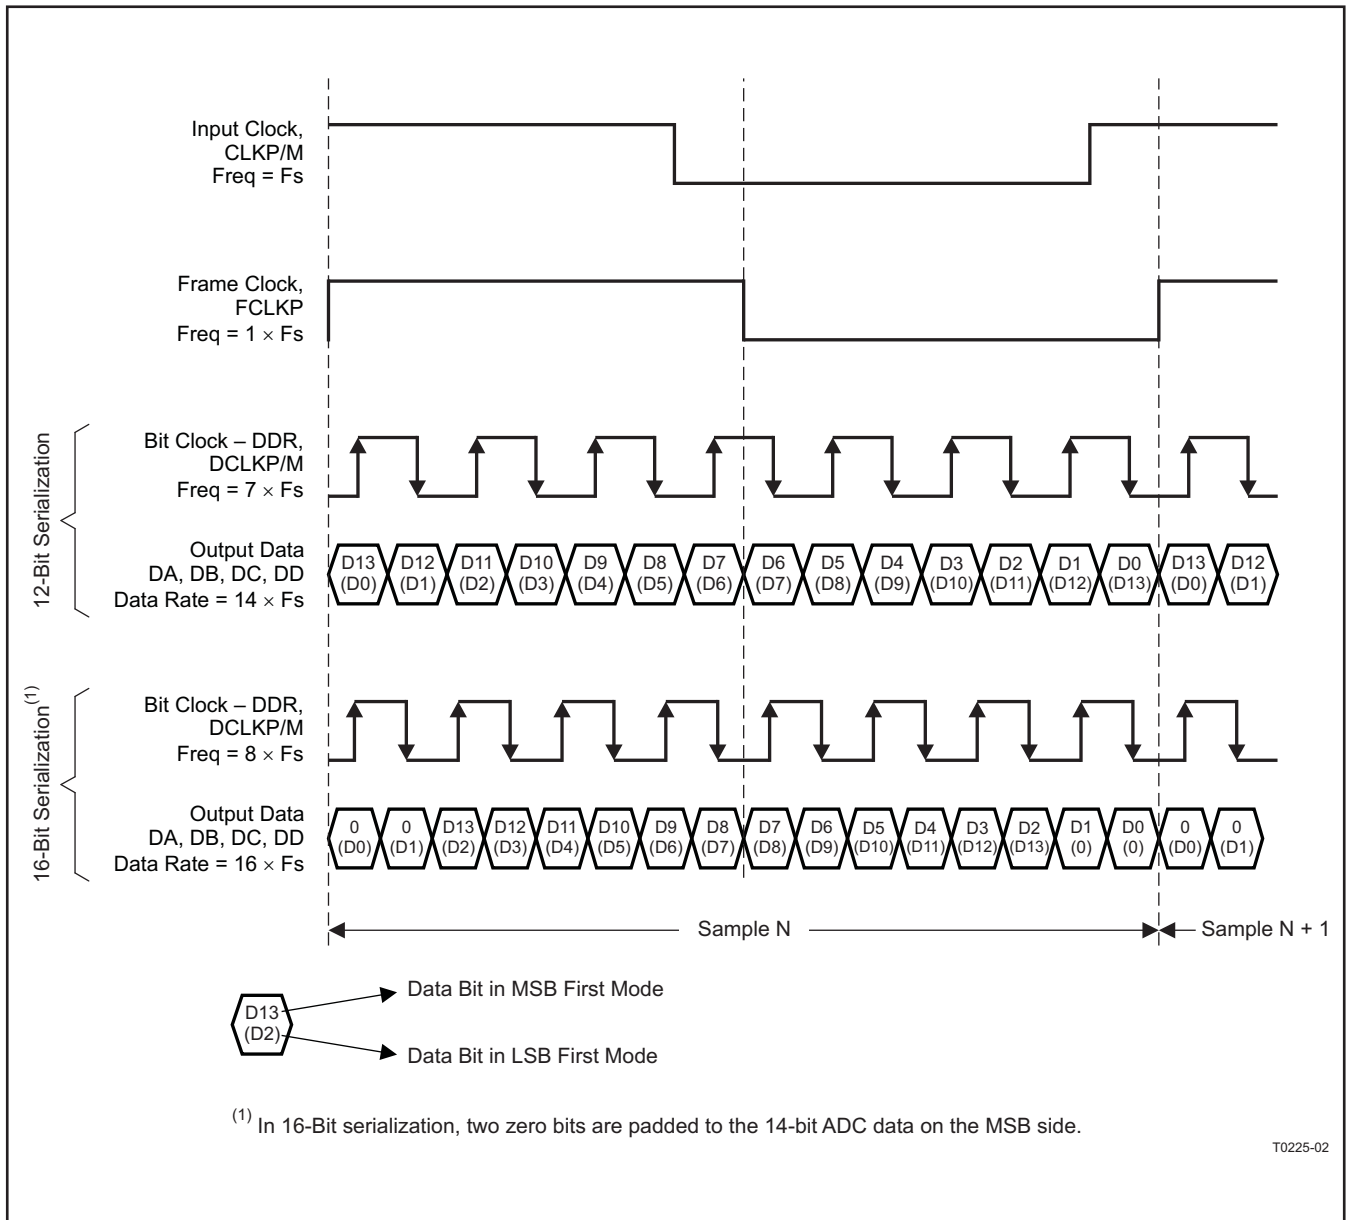 Input Clock,
CLKP/M
Freq = Fs
Frame Clock,
FCLKP
Freq = 1 × Fs
12-Bit Serialization
Bit Clock – DDR,
DCLKP/M
Freq = 7 × Fs
Output Data
DA, DB, DC, DD
Data Rate = 14 × Fs
D13 D12 D11 D10 D9 D8 D7 D6 D5 D4 D3 D2 D1 D0 D13 D12
(D0) (D1) (D2) (D3) (D4) (D5) (D6) (D7) (D8) (D9) (D10) (D11) (D12) (D13) (D0) (D1)
16-Bit Serialization(1)
Bit Clock – DDR,
DCLKP/M
Freq = 8 × Fs
Output Data
DA, DB, DC, DD
Data Rate = 16 × Fs
0 0 D13 D12 D11 D10 D9 D8 D7 D6 D5 D4 D3 D2 D1 D0 0 0
(D0) (D1) (D2) (D3) (D4) (D5) (D6) (D7) (D8) (D9) (D10) (D11) (D12) (D13) (0) (0) (D0) (D1)
Sample N
Sample N + 1
D13
(D2)
Data Bit in MSB First Mode
Data Bit in LSB First Mode
(1) In 16-Bit serialization, two zero bits are padded to the 14-bit ADC data on the MSB side.
T0225-02